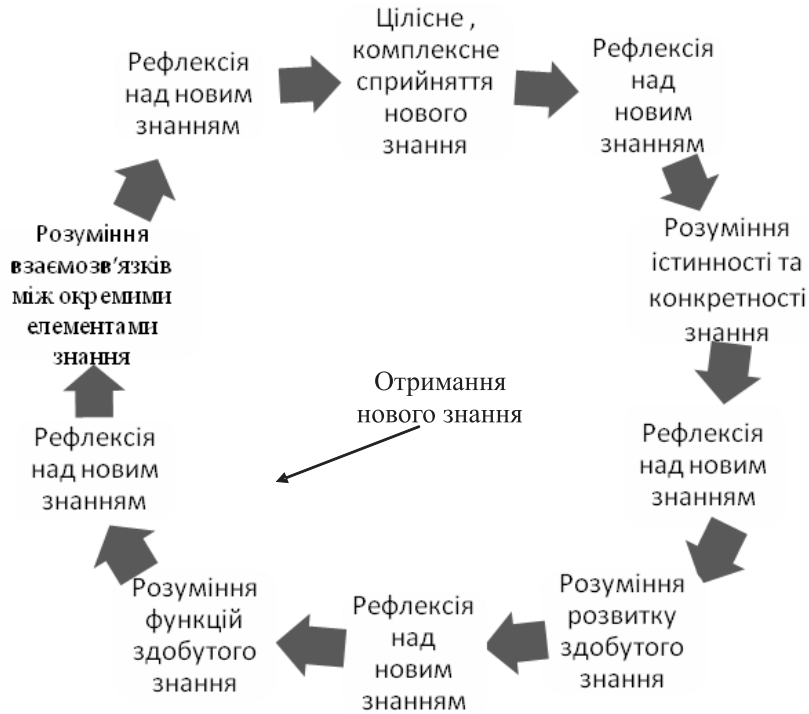 Цілісне ,
комплексне
сприйняття
нового
знання
Рефлексія
над
новим
знанням
Розуміння
істинності та
конкретності
знання
Рефлексія
над новим
знанням
Розуміння
розвитку
здобутого
знання
Рефлексія
над
новим
знанням
Розуміння
функцій
здобутого
знання
Рефлексія
над новим
знанням
Розуміння
взаємозв’язків
між окремими
елементами
знання
Рефлексія
над новим
знанням
Отримання
нового знання